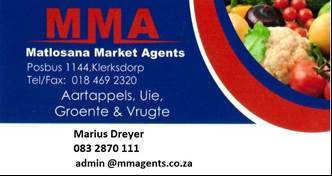 MMA
Matlosana Market Agents
Posbus 1144.Klerksdorp
Tel/Fax: 018 469 2320
Aartappels, Uie,
Groente & Vrugte
Marius Dreyer
083 2870 111
admin @mmagents.co.za